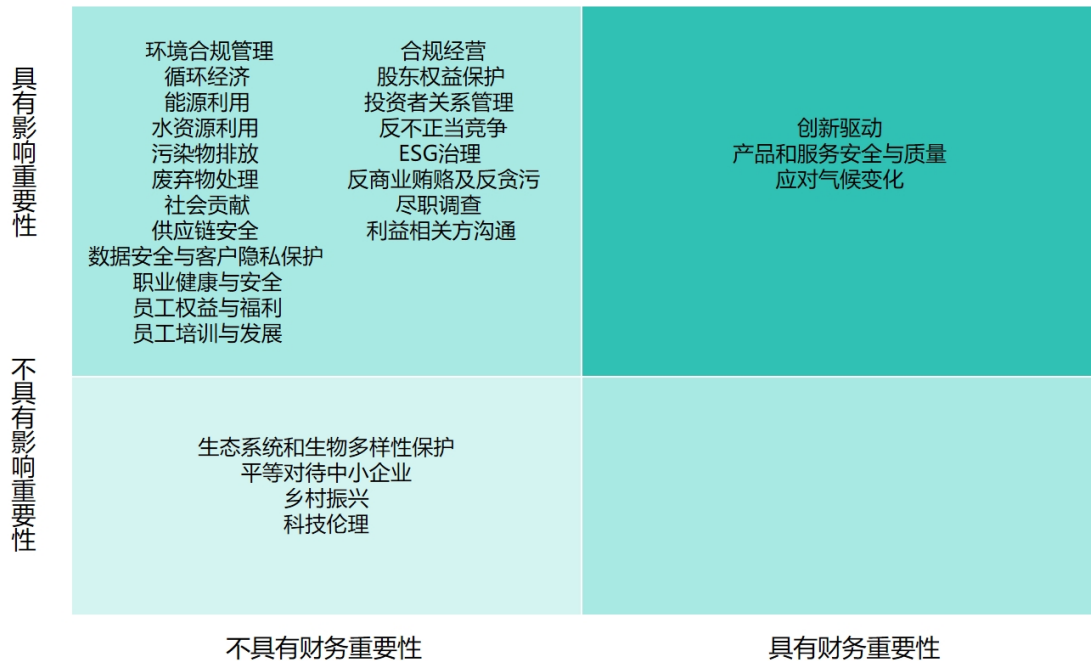 具有影响重要性
环境合规管理
循环经济
能源利用
水资源利用
污染物排放
废弃物处理
社会贡献
供应链安全
数据安全与客户隐私保护
职业健康与安全
员工权益与福利
员工培训与发展
合规经营
股东权益保护
投资者关系管理
反不正当竞争
ESG治理
反商业贿赂及反贪污
尽职调查
利益相关方沟通
创新驱动
产品和服务安全与质量
应对气候变化
不具有影响重要性
生态系统和生物多样性保护
平等对待中小企业
乡村振兴
科技伦理
不具有财务重要性
具有财务重要性